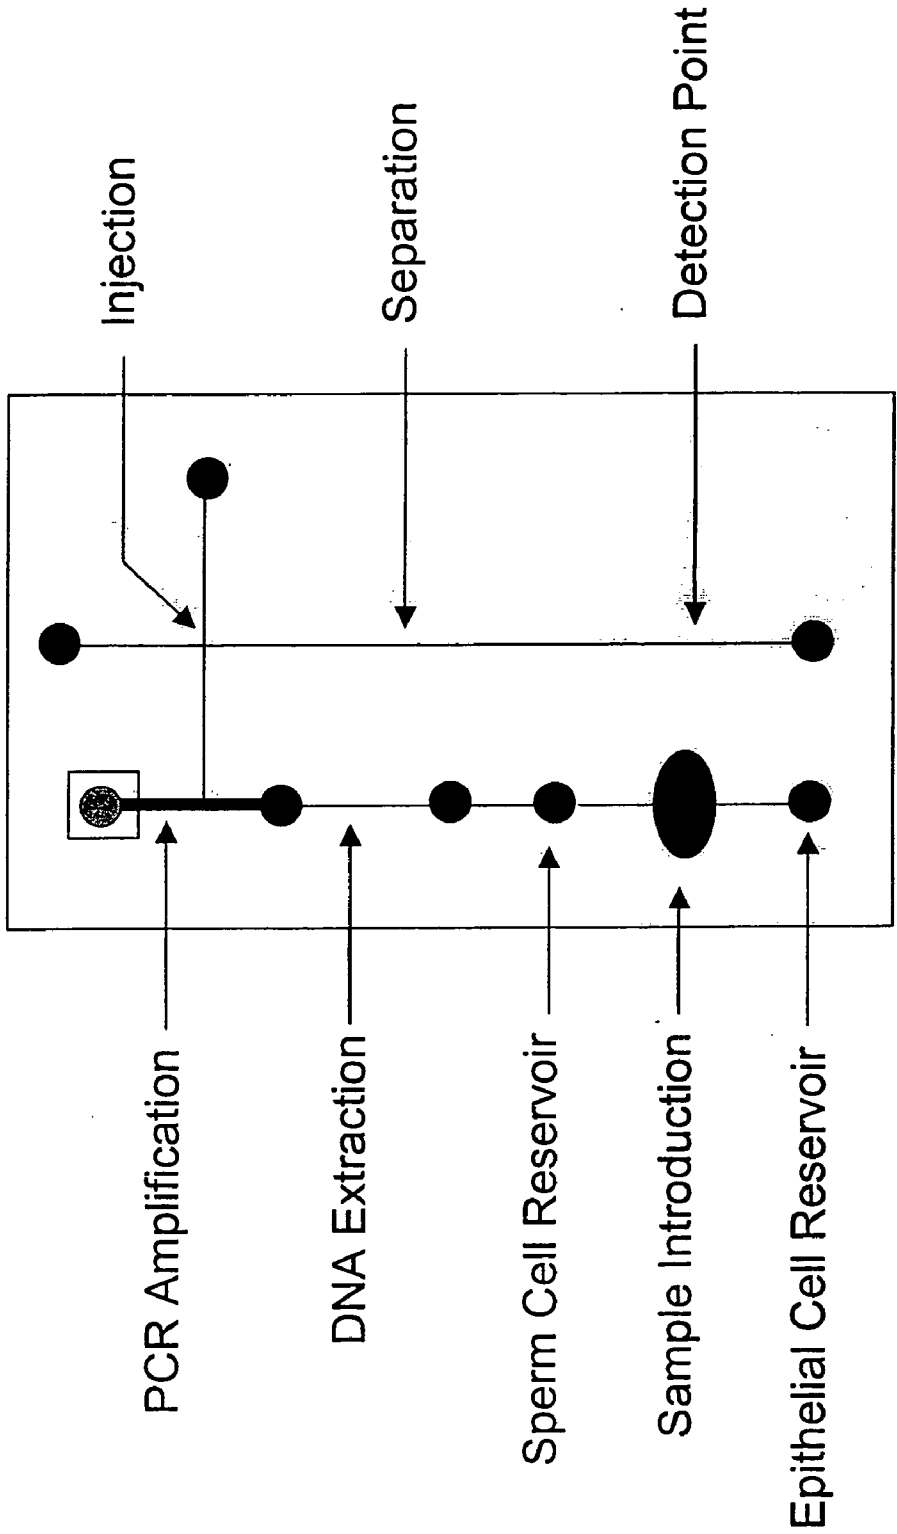 Injection
Separation
Detection Point
PCR Amplification
DNA Extraction
Sperm Cell Reservoir
Sample Introduction
Epithelial Cell Reservoir